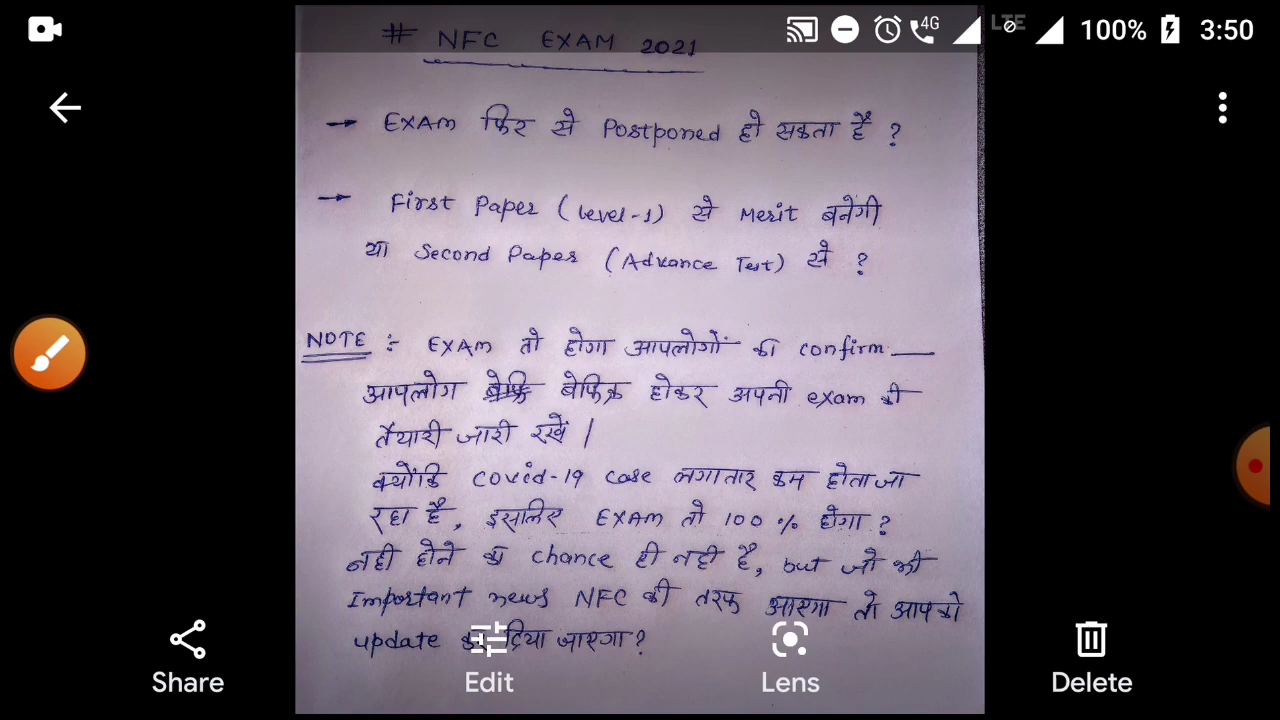 LTE
4G
100%
3:50
# NFC EXAM 2021
→ EXAM फिर से Postponed हो सकता है ?
→ First Paper (Level-1) से Merit बनेगी
या Second Paper (Advance Test) से ?
NOTE :- EXAM तो होगा आपलोगों का confirm
आपलोग बेफिक्र होकर अपनी exam की
तैयारी जारी रखें |
क्योंकि covid-19 case लगातार कम होता जा
रहा है, इसलिए EXAM तो 100 % होगा ?
नही होने का chance ही नही है, but जो भी
Important news NFC की तरफ आएगा तो आपको
update कर दिया जाएगा ?
Share
Edit
Lens
Delete